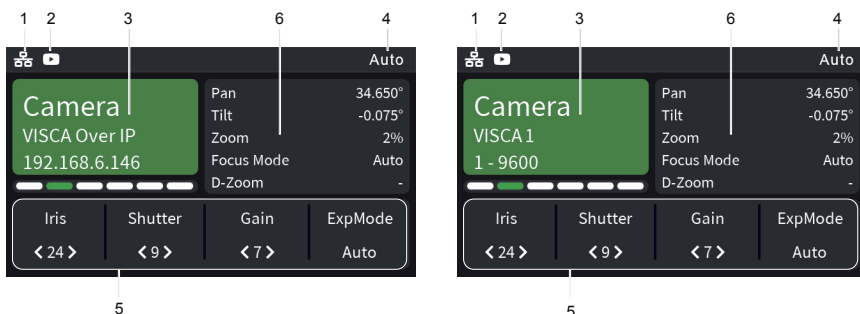 1 2 3 6 4
Auto
Camera
VISCA Over IP
192.168.6.146
Pan 34.650°
Tilt -0.075°
Zoom 2%
Focus Mode Auto
D-Zoom -
Iris Shutter Gain ExpMode
24 9 7 Auto
5
1 2 3 6 4
Auto
Camera
VISCA 1
1 - 9600
Pan 34.650°
Tilt -0.075°
Zoom 2%
Focus Mode Auto
D-Zoom -
Iris Shutter Gain ExpMode
24 9 7 Auto
5